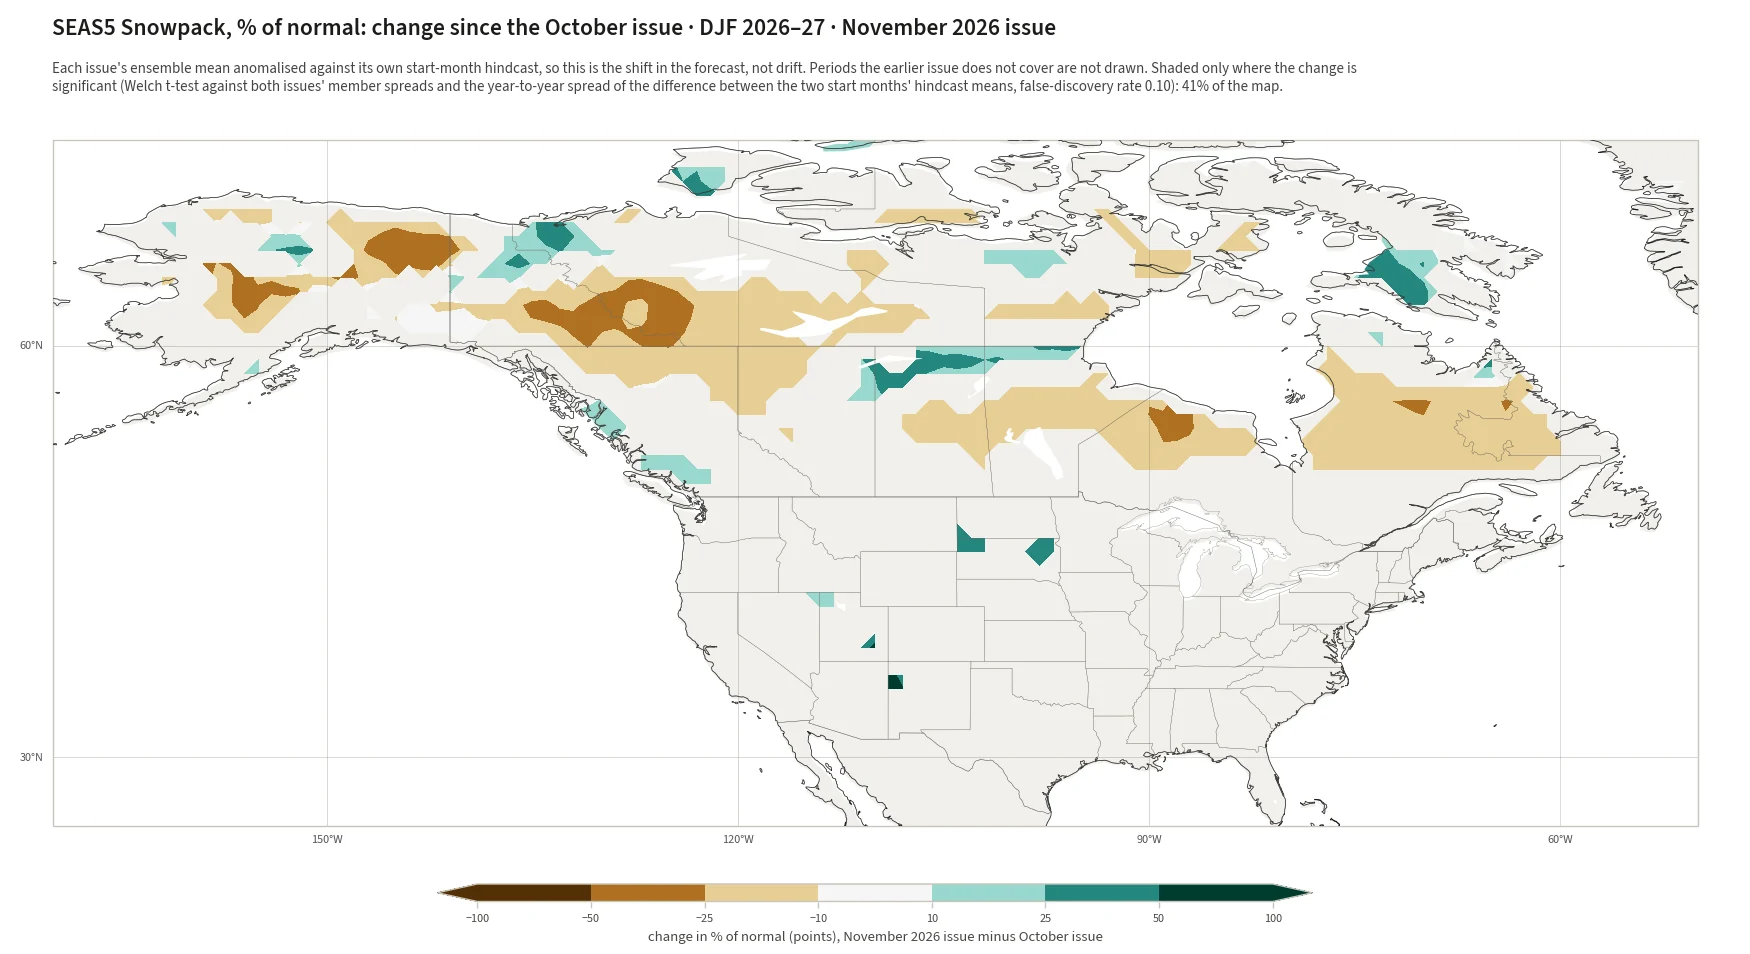 SEAS5 Snowpack, % of normal: change since the October issue · DJF 2026–27 · November 2026 issue
Each issue's ensemble mean anomalised against its own start-month hindcast, so this is the shift in the forecast, not drift. Periods the earlier issue does not cover are not drawn. Shaded only where the change is
significant (Welch t-test against both issues' member spreads and the year-to-year spread of the difference between the two start months' hindcast means, false-discovery rate 0.10): 41% of the map.
60°N
30°N
150°W 120°W 90°W 60°W
−100 −50 −25 −10 10 25 50 100
change in % of normal (points), November 2026 issue minus October issue